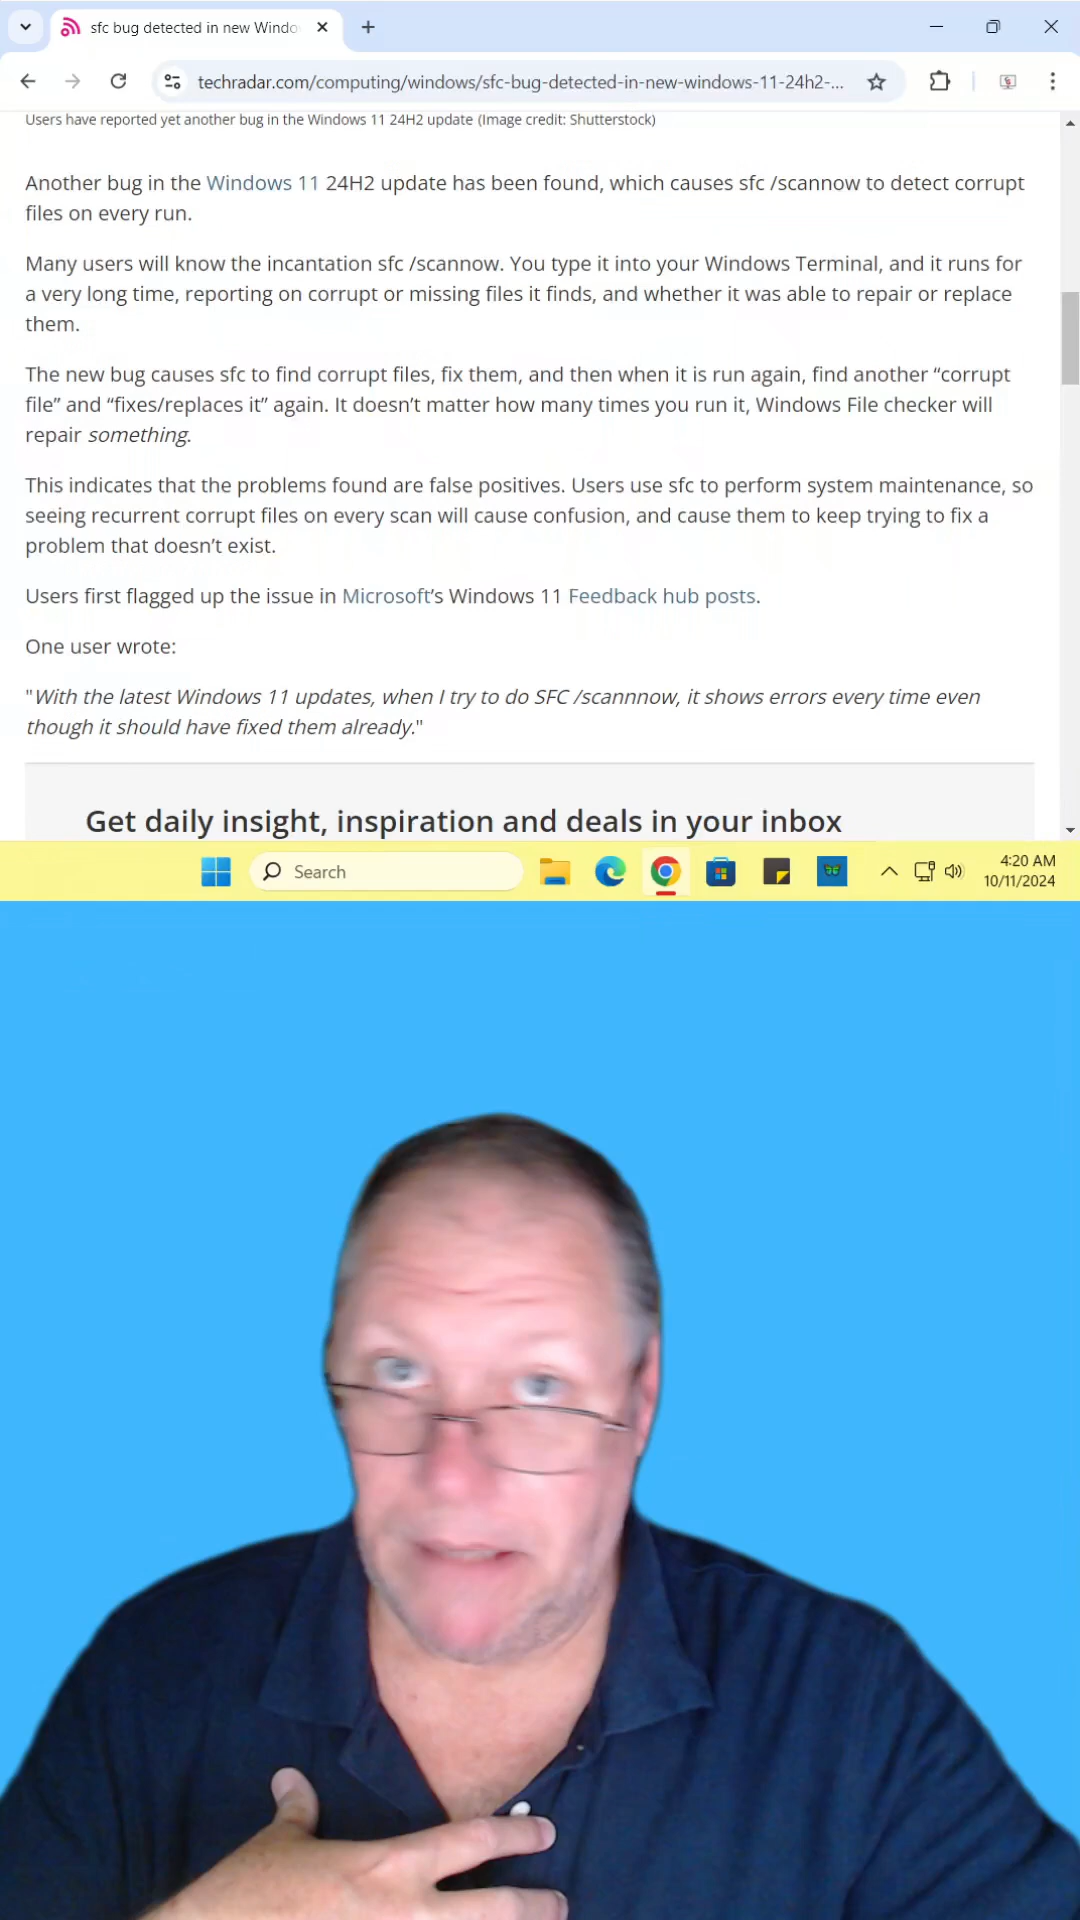 sfc bug detected in new Windo
techradar.com/computing/windows/sfc-bug-detected-in-new-windows-11-24h2-...
Users have reported yet another bug in the Windows 11 24H2 update (Image credit: Shutterstock)
Another bug in the Windows 11 24H2 update has been found, which causes sfc /scannow to detect corrupt
files on every run.
Many users will know the incantation sfc /scannow. You type it into your Windows Terminal, and it runs for
a very long time, reporting on corrupt or missing files it finds, and whether it was able to repair or replace
them.
The new bug causes sfc to find corrupt files, fix them, and then when it is run again, find another “corrupt
file” and “fixes/replaces it” again. It doesn’t matter how many times you run it, Windows File checker will
repair something.
This indicates that the problems found are false positives. Users use sfc to perform system maintenance, so
seeing recurrent corrupt files on every scan will cause confusion, and cause them to keep trying to fix a
problem that doesn’t exist.
Users first flagged up the issue in Microsoft’s Windows 11 Feedback hub posts.
One user wrote:
"With the latest Windows 11 updates, when I try to do SFC /scannnow, it shows errors every time even
though it should have fixed them already."
Get daily insight, inspiration and deals in your inbox
Search
4:20 AM
10/11/2024